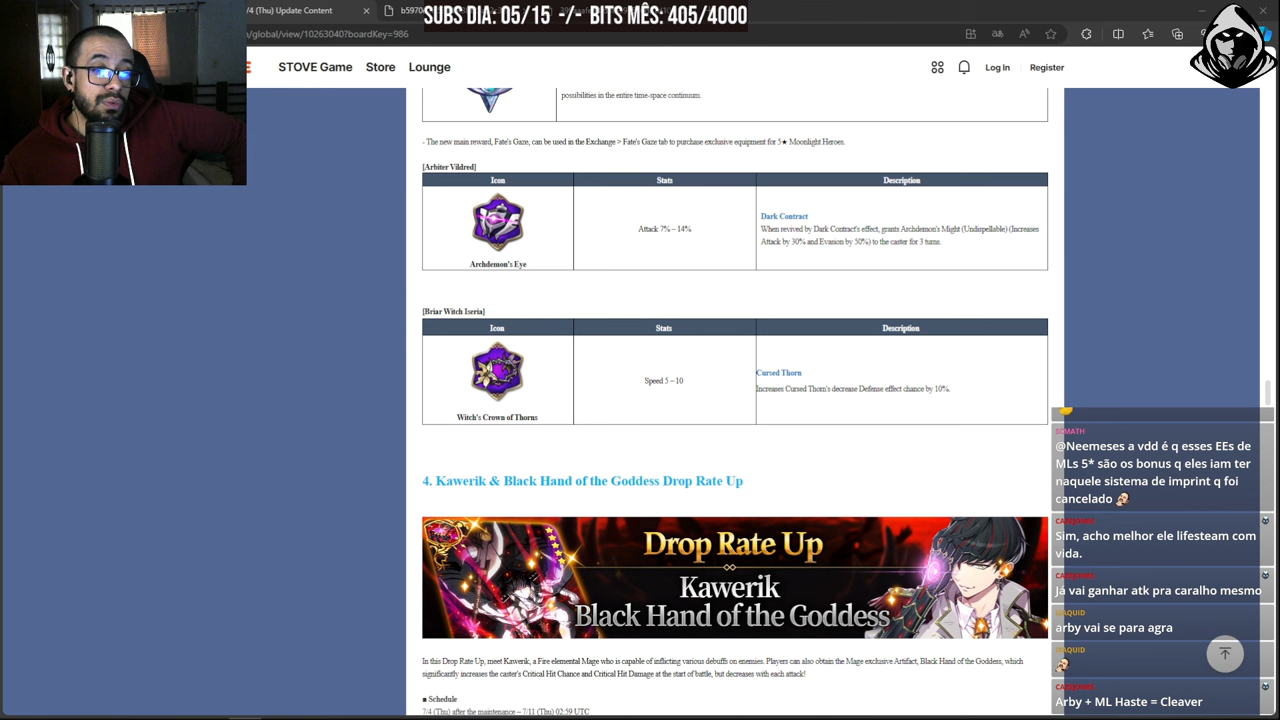 /4 (Thu) Update Content
SUBS DIA: 05/15 -/- BITS MÊS: 405/4000
m/global/view/10263040?boardKey=986
STOVE Game Store Lounge
Log In Register
possibilities in the entire time-space continuum.
- The new main reward, Fate's Gaze, can be used in the Exchange > Fate's Gaze tab to purchase exclusive equipment for 5★ Moonlight Heroes.
[Arbiter Vildred]
Icon Stats Description
Archdemon's Eye
Attack 7% – 14%
Dark Contract
When revived by Dark Contract's effect, grants Archdemon's Might (Undispellable) (Increases
Attack by 30% and Evasion by 50%) to the caster for 3 turns.
[Briar Witch Iseria]
Icon Stats Description
Witch's Crown of Thorns
Speed 5 – 10
Cursed Thorn
Increases Cursed Thorn's decrease Defense effect chance by 10%.
4. Kawerik & Black Hand of the Goddess Drop Rate Up
Drop Rate Up
Kawerik
Black Hand of the Goddess
In this Drop Rate Up, meet Kawerik, a Fire elemental Mage who is capable of inflicting various debuffs on enemies. Players can also obtain the Mage exclusive Artifact, Black Hand of the Goddess, which
significantly increases the caster's Critical Hit Chance and Critical Hit Damage at the start of battle, but decreases with each attack!
■ Schedule
7/4 (Thu) after the maintenance – 7/11 (Thu) 02:59 UTC
@Neemeses a vdd é q esses EEs de
MLs 5* são os bonus q eles iam ter
naquele sistema de imprint q foi
cancelado
Sim, acho melhor ele lifesteam com
vida.
Já vai ganhar atk pra caralho mesmo
arby vai se para agra
Arby + ML Haste = Cleaver